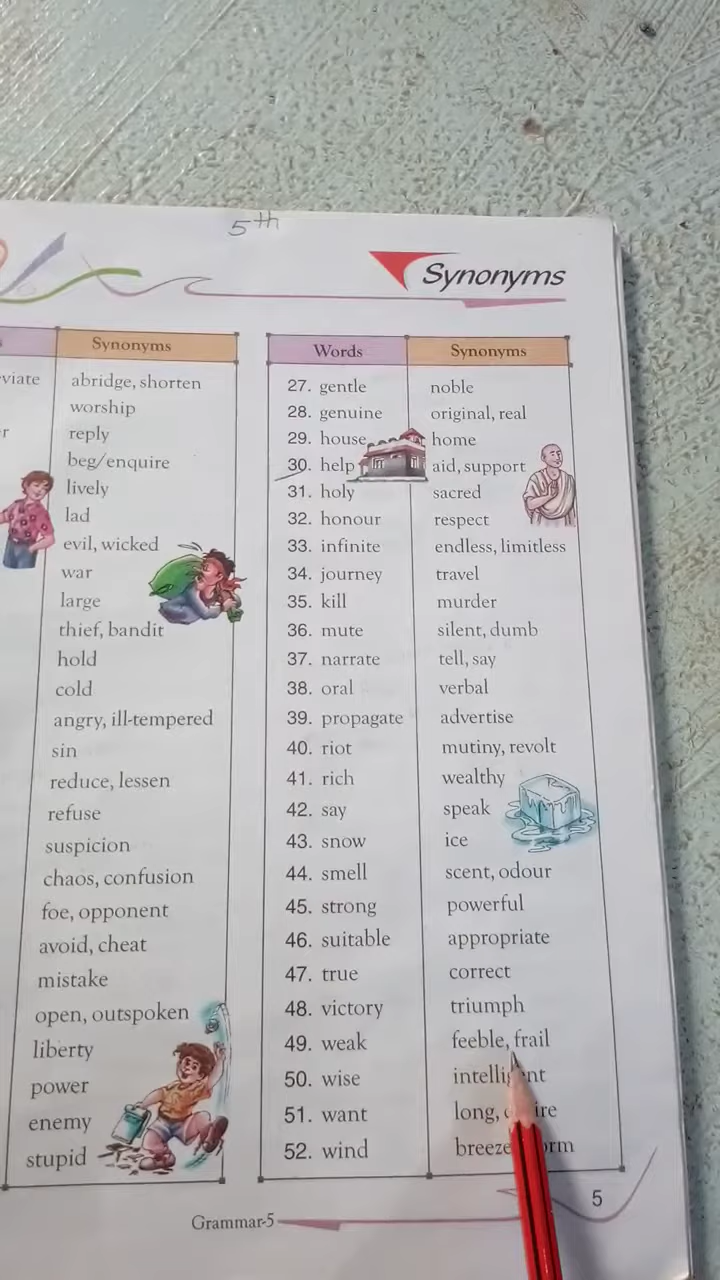 5th
Synonyms
Synonyms
viate abridge, shorten
worship
r reply
beg/enquire
lively
lad
evil, wicked
war
large
thief, bandit
hold
cold
angry, ill-tempered
sin
reduce, lessen
refuse
suspicion
chaos, confusion
foe, opponent
avoid, cheat
mistake
open, outspoken
liberty
power
enemy
stupid
Words Synonyms
27. gentle noble
28. genuine original, real
29. house home
30. help aid, support
31. holy sacred
32. honour respect
33. infinite endless, limitless
34. journey travel
35. kill murder
36. mute silent, dumb
37. narrate tell, say
38. oral verbal
39. propagate advertise
40. riot mutiny, revolt
41. rich wealthy
42. say speak
43. snow ice
44. smell scent, odour
45. strong powerful
46. suitable appropriate
47. true correct
48. victory triumph
49. weak feeble, frail
50. wise intelligent
51. want long, desire
52. wind breeze, storm
Grammar-5
5